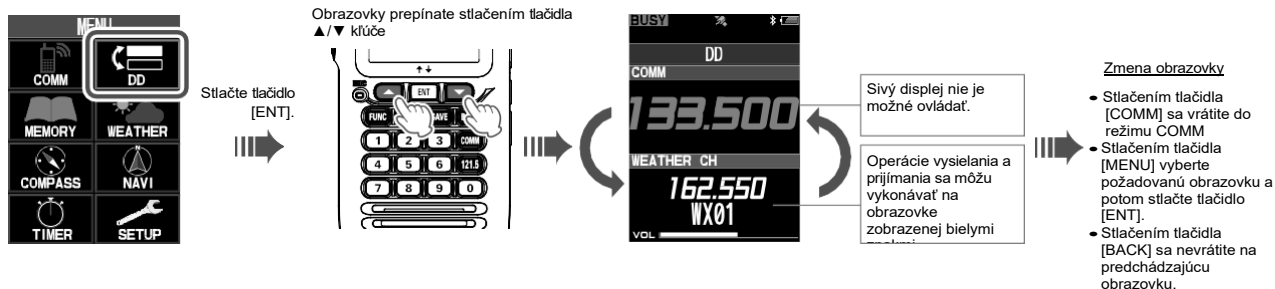 MENU
COMM
DD
MEMORY
WEATHER
COMPASS
NAVI
TIMER
SETUP
Stlačte tlačidlo
[ENT].
Obrazovky prepínate stlačením tlačidla
▲/▼ kľúče
ENT
FUNC
SAVE
1 2 3 COMM
4 5 6 121.5
7 8 9 0
BUSY
DD
COMM
133.500
WEATHER CH
162.550
WX01
VOL
Sivý displej nie je
možné ovládať.
Operácie vysielania a
prijímania sa môžu
vykonávať na
obrazovke
zobrazenej bielymi
znakmi
Zmena obrazovky
• Stlačením tlačidla
[COMM] sa vrátite do
režimu COMM
• Stlačením tlačidla
[MENU] vyberte
požadovanú obrazovku a
potom stlačte tlačidlo
[ENT].
• Stlačením tlačidla
[BACK] sa nevrátite na
predchádzajúcu
obrazovku.